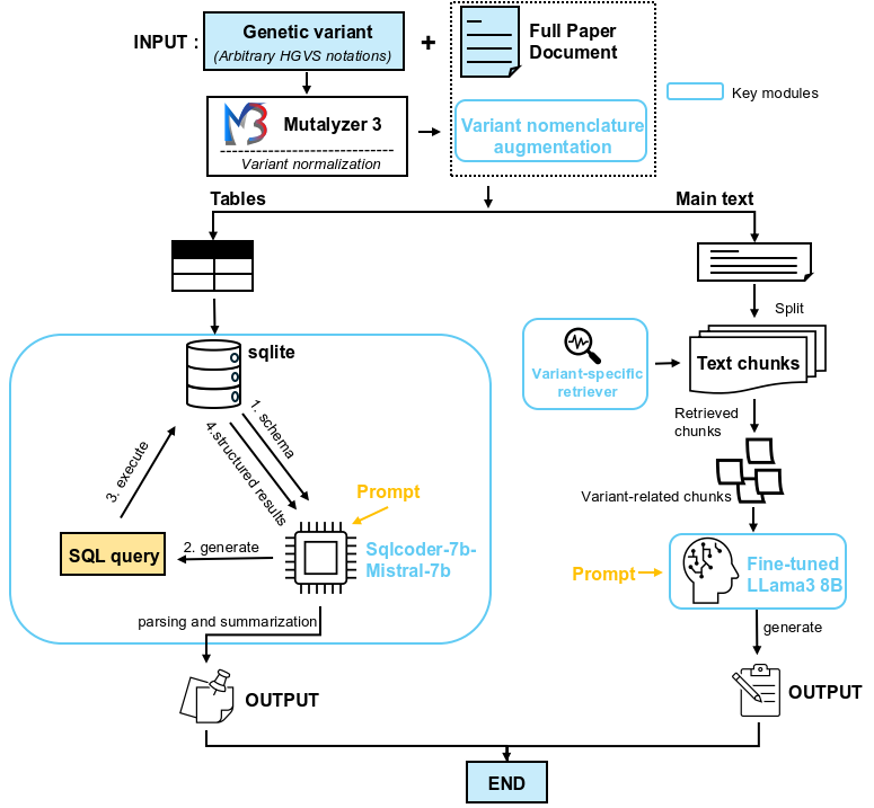 INPUT :
Genetic variant
(Arbitrary HGVS notations)
+
Full Paper
Document
Key modules
M3
Mutalyzer 3
Variant normalization
Variant nomenclature
augmentation
Tables
Main text
Split
sqlite
Variant-specific
retriever
Text chunks
Retrieved
chunks
1. schema
4.structured results
3. execute
Prompt
Variant-related chunks
SQL query
2. generate
Sqlcoder-7b-
Mistral-7b
Prompt
Fine-tuned
LLama3 8B
parsing and summarization
generate
OUTPUT
OUTPUT
END